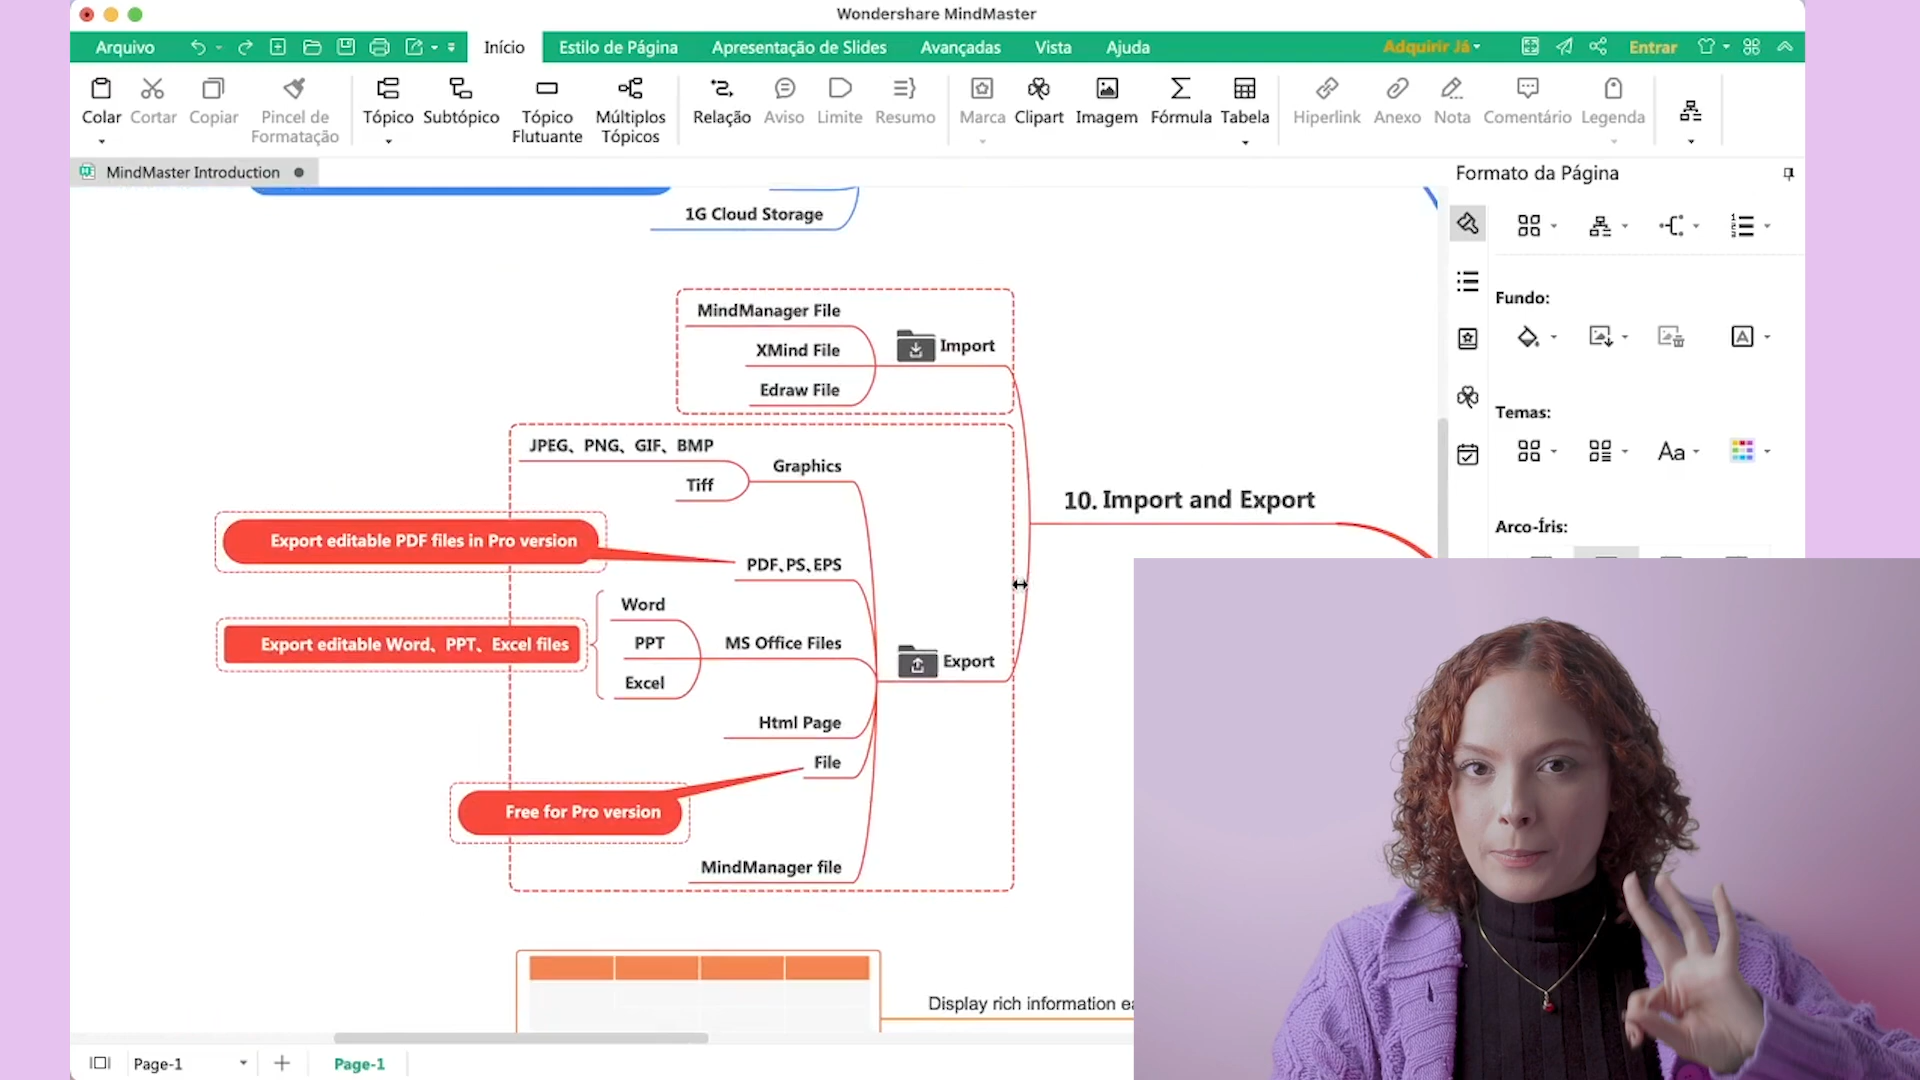 Wondershare MindMaster
Arquivo
Início
Estilo de Página
Apresentação de Slides
Avançadas
Vista
Ajuda
Adquirir Já
Entrar
Colar
Cortar
Copiar
Pincel de
Formatação
Tópico
Subtópico
Tópico
Flutuante
Múltiplos
Tópicos
Relação
Aviso
Limite
Resumo
Marca
Clipart
Imagem
Fórmula
Tabela
Hiperlink
Anexo
Nota
Comentário
Legenda
MindMaster Introduction
Formato da Página
1G Cloud Storage
Fundo:
MindManager File
XMind File
Edraw File
Import
Temas:
Aa
JPEG、PNG、GIF、BMP
Tiff
Graphics
10. Import and Export
Arco-Íris:
Export editable PDF files in Pro version
PDF、PS、EPS
Word
PPT
Excel
MS Office Files
Export editable Word、PPT、Excel files
Export
Html Page
File
Free for Pro version
MindManager file
Display rich information ea
Page-1
Page-1